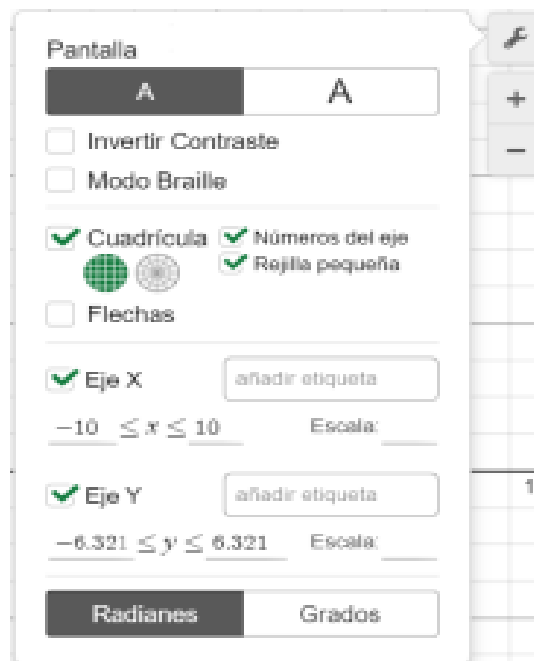 Pantalla
A A
Invertir Contraste
Modo Braille
Cuadrícula Números del eje
Rejilla pequeña
Flechas
Eje X añadir etiqueta
−10 ≤ x ≤ 10 Escala:
Eje Y añadir etiqueta
−6.321 ≤ y ≤ 6.321 Escala:
Radianes Grados
+
−
1